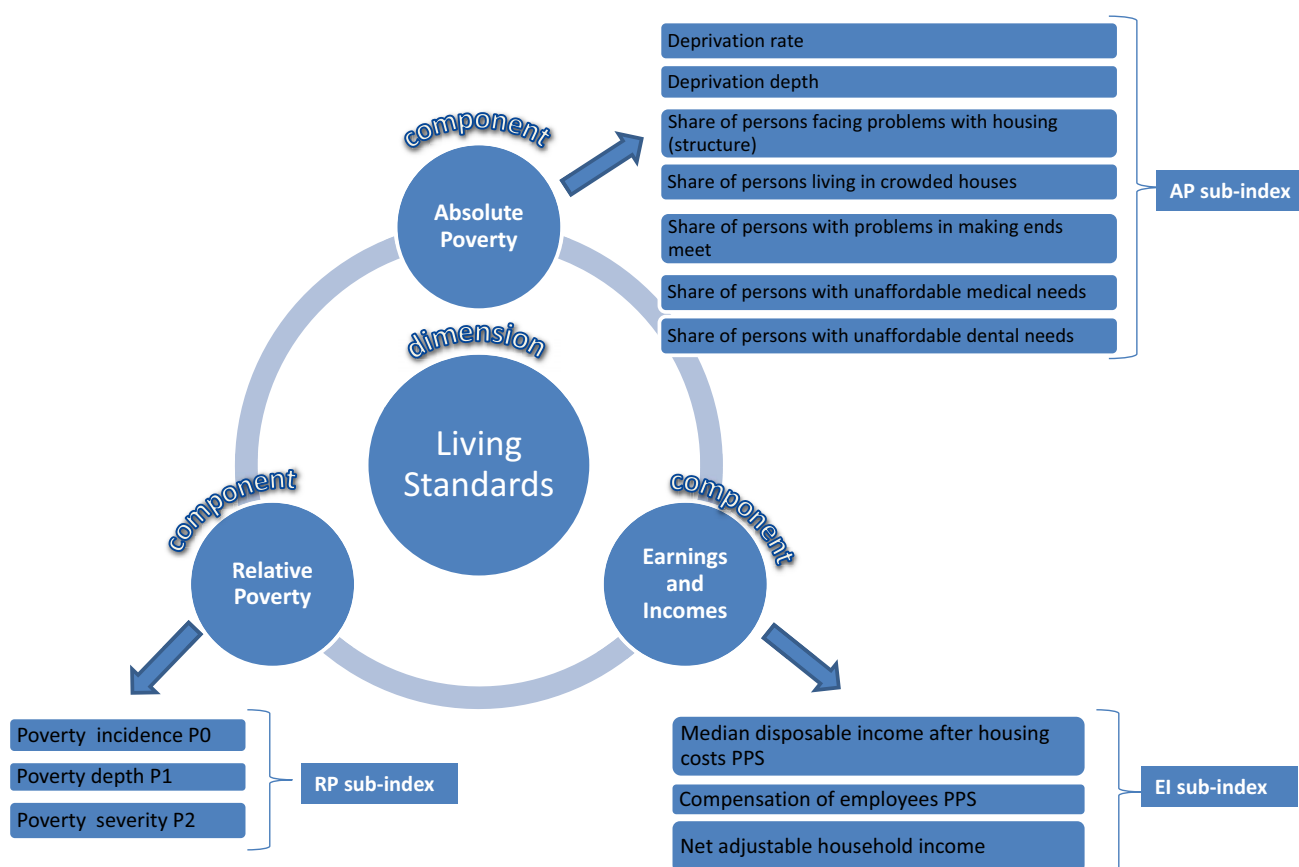 Deprivation rate
Deprivation depth
Share of persons facing problems with housing
(structure)
Share of persons living in crowded houses
Share of persons with problems in making ends
meet
Share of persons with unaffordable medical needs
Share of persons with unaffordable dental needs
AP sub-index
component
Absolute
Poverty
dimension
Living
Standards
component
Relative
Poverty
component
Earnings
and
Incomes
Poverty incidence P0
Poverty depth P1
Poverty severity P2
RP sub-index
Median disposable income after housing
costs PPS
Compensation of employees PPS
Net adjustable household income
EI sub-index